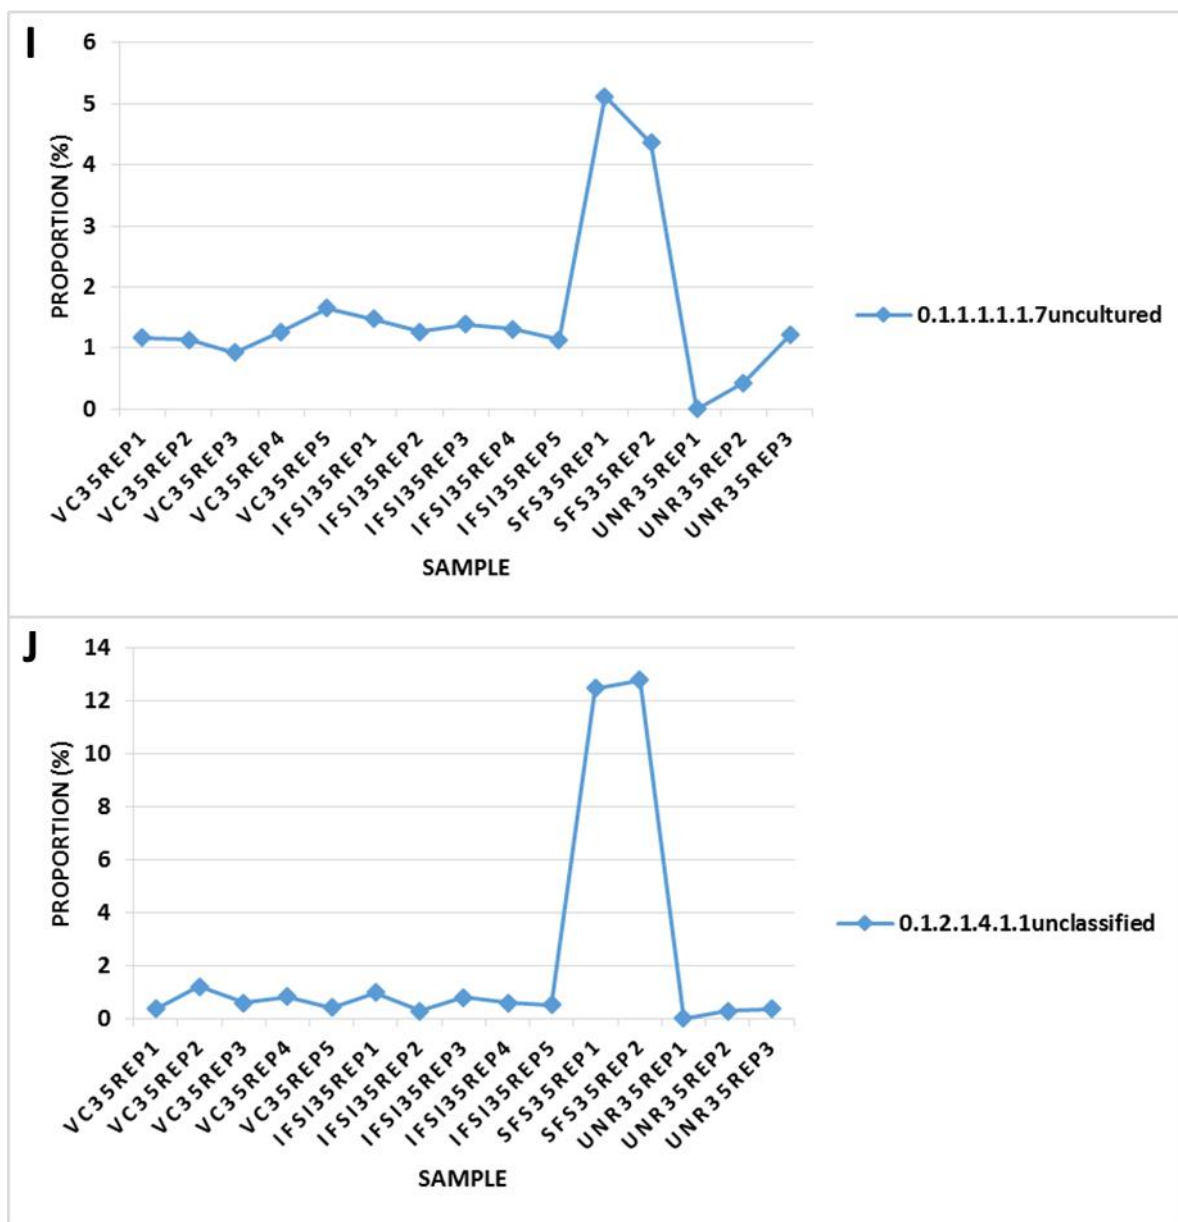 I
6
5
4
3
2
1
0
PROPORTION (%)
VC35REP1
VC35REP2
VC35REP3
VC35REP4
VC35REP5
IFSI35REP1
IFSI35REP2
IFSI35REP3
IFSI35REP4
IFSI35REP5
SFS35REP1
SFS35REP2
UNR35REP1
UNR35REP2
UNR35REP3
SAMPLE
0.1.1.1.1.1.7uncultured
J
14
12
10
8
6
4
2
0
PROPORTION (%)
VC35REP1
VC35REP2
VC35REP3
VC35REP4
VC35REP5
IFSI35REP1
IFSI35REP2
IFSI35REP3
IFSI35REP4
IFSI35REP5
SFS35REP1
SFS35REP2
UNR35REP1
UNR35REP2
UNR35REP3
SAMPLE
0.1.2.1.4.1.1unclassified